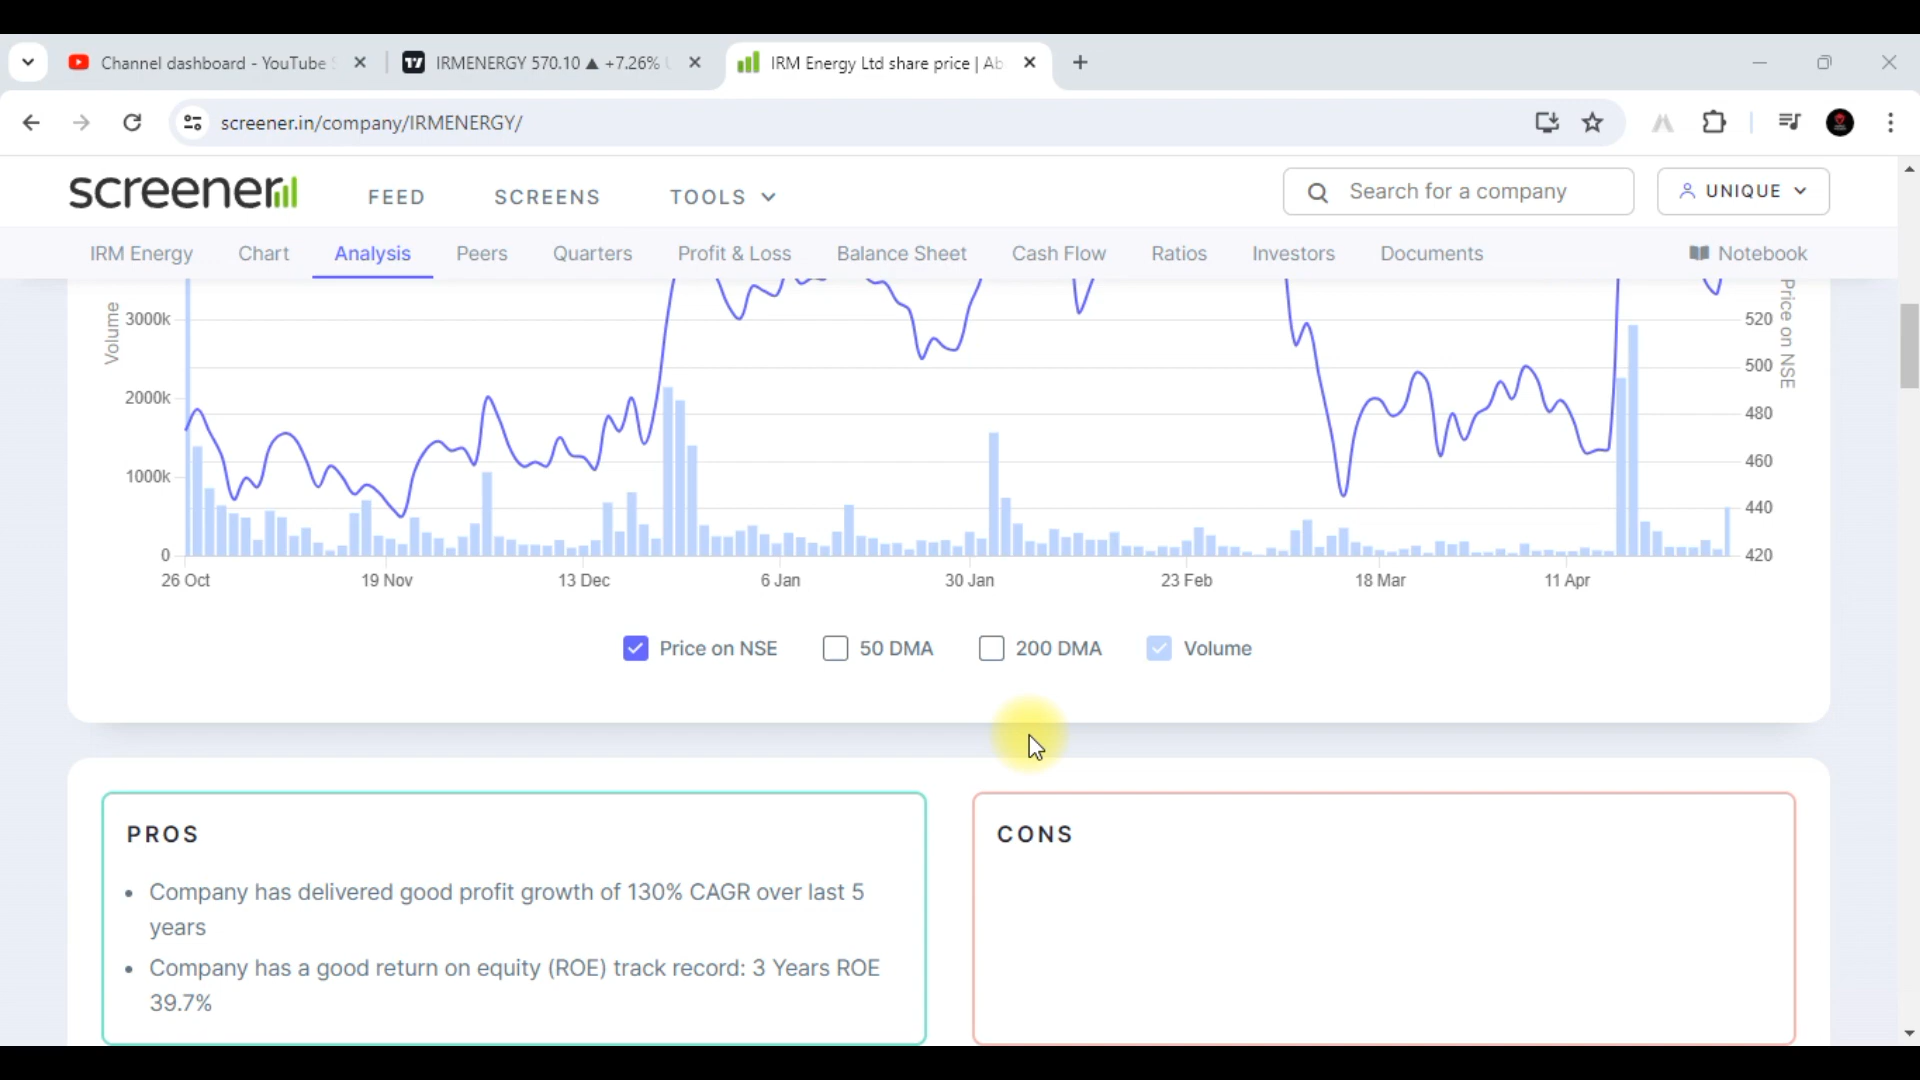 Channel dashboard - YouTube
IRMENERGY 570.10 ▲ +7.26%
IRM Energy Ltd share price | Ab
screener.in/company/IRMENERGY/
screener
FEED
SCREENS
TOOLS
Search for a company
UNIQUE
IRM Energy
Chart
Analysis
Peers
Quarters
Profit & Loss
Balance Sheet
Cash Flow
Ratios
Investors
Documents
Notebook
Volume
3000k
2000k
1000k
0
Price on NSE
520
500
480
460
440
420
26 Oct
19 Nov
13 Dec
6 Jan
30 Jan
23 Feb
18 Mar
11 Apr
Price on NSE
50 DMA
200 DMA
Volume
PROS
• Company has delivered good profit growth of 130% CAGR over last 5
years
• Company has a good return on equity (ROE) track record: 3 Years ROE
39.7%
CONS